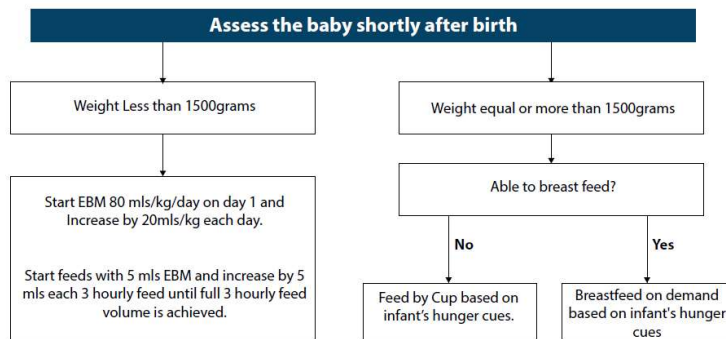 Assess the baby shortly after birth
Weight Less than 1500grams
Weight equal or more than 1500grams
Start EBM 80 mls/kg/day on day 1 and
Increase by 20mls/kg each day.
Start feeds with 5 mls EBM and increase by 5
mls each 3 hourly feed until full 3 hourly feed
volume is achieved.
Able to breast feed?
No
Yes
Feed by Cup based on
infant's hunger cues.
Breastfeed on demand
based on infant's hunger
cues